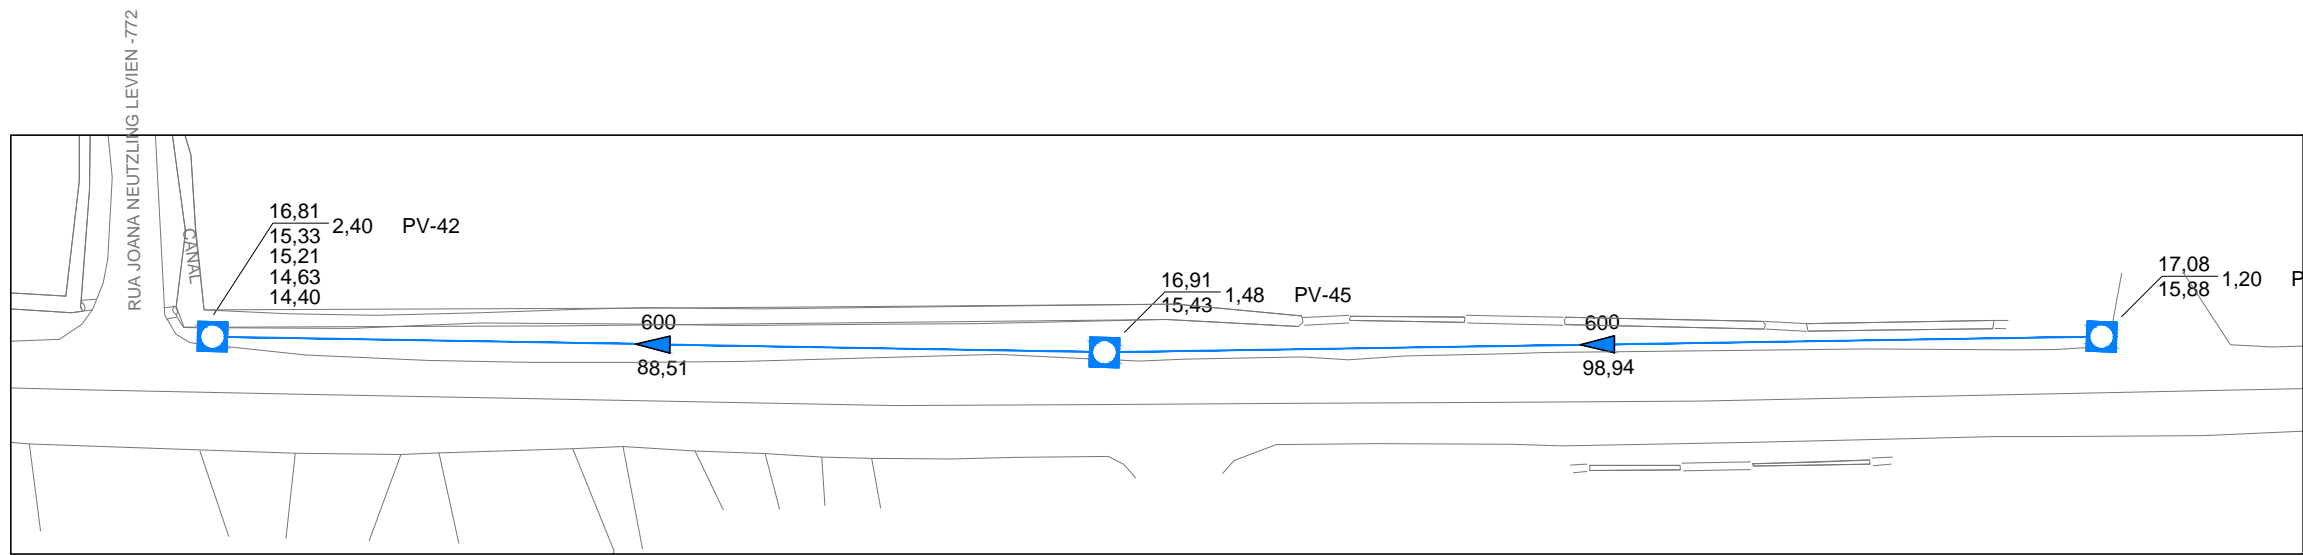 RUA JOANA NEUTZLING LEVIEN -772
CANAL
16,81
2,40 PV-42
15,33
15,21
14,63
14,40
16,91
1,48 PV-45
15,43
17,08
1,20 P
15,88
600
88,51
600
98,94